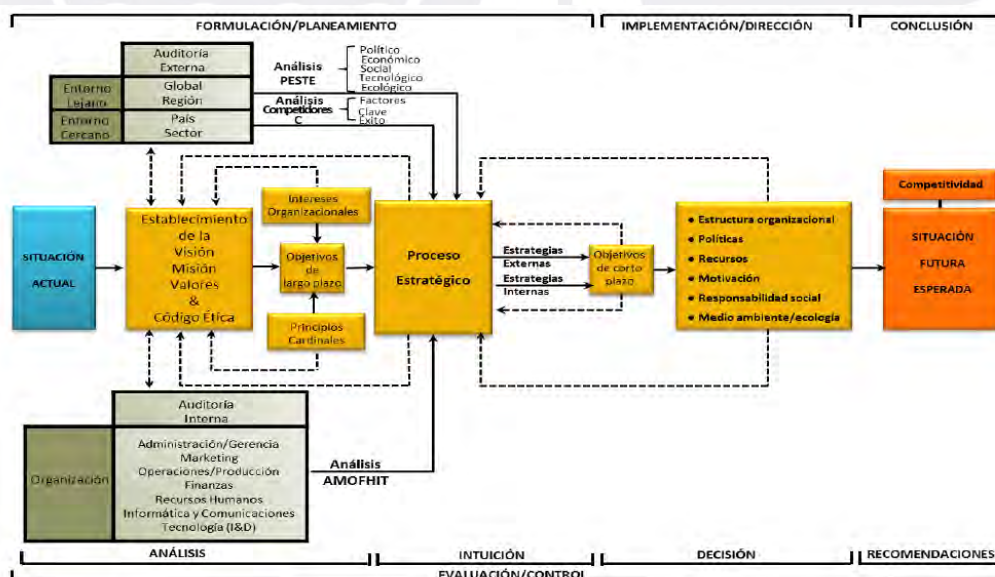 FORMULACIÓN/PLANEAMIENTO
IMPLEMENTACIÓN/DIRECCIÓN
CONCLUSIÓN
Auditoría
Externa
Entorno
Lejano
Global
Región
Entorno
Cercano
País
Sector
Análisis
PESTE
Político
Económico
Social
Tecnológico
Ecológico
Análisis
Competidores
C
Factores
Clave
Exito
SITUACIÓN
ACTUAL
Establecimiento
de la
Visión
Misión
Valores
&
Código Ética
Intereses
Organizacionales
Objetivos
de
largo plazo
Principios
Cardinales
Proceso
Estratégico
Estrategias
Externas
Estrategias
Internas
Objetivos
de corto
plazo
• Estructura organizacional
• Políticas
• Recursos
• Motivación
• Responsabilidad social
• Medio ambiente/ecología
Competitividad
SITUACIÓN
FUTURA
ESPERADA
Auditoría
Interna
Organización
Administración/Gerencia
Marketing
Operaciones/Producción
Finanzas
Recursos Humanos
Informática y Comunicaciones
Tecnología (I&D)
Análisis
AMOFHIT
ANÁLISIS
INTUICIÓN
DECISIÓN
RECOMENDACIONES
EVALUACIÓN/CONTROL